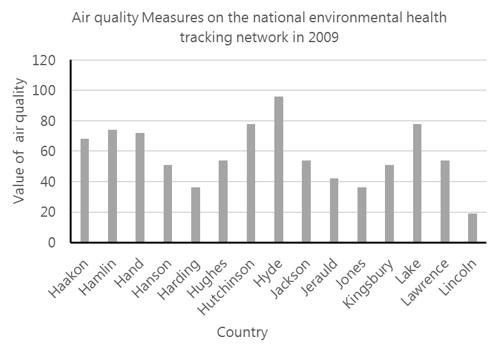 Air quality Measures on the national environmental health
tracking network in 2009
Value of  air quality
120
100
80
60
40
20
0
Haakon
Hamlin
Hand
Hanson
Harding
Hughes
Hutchinson
Hyde
Jackson
Jerauld
Jones
Kingsbury
Lake
Lawrence
Lincoln
Country